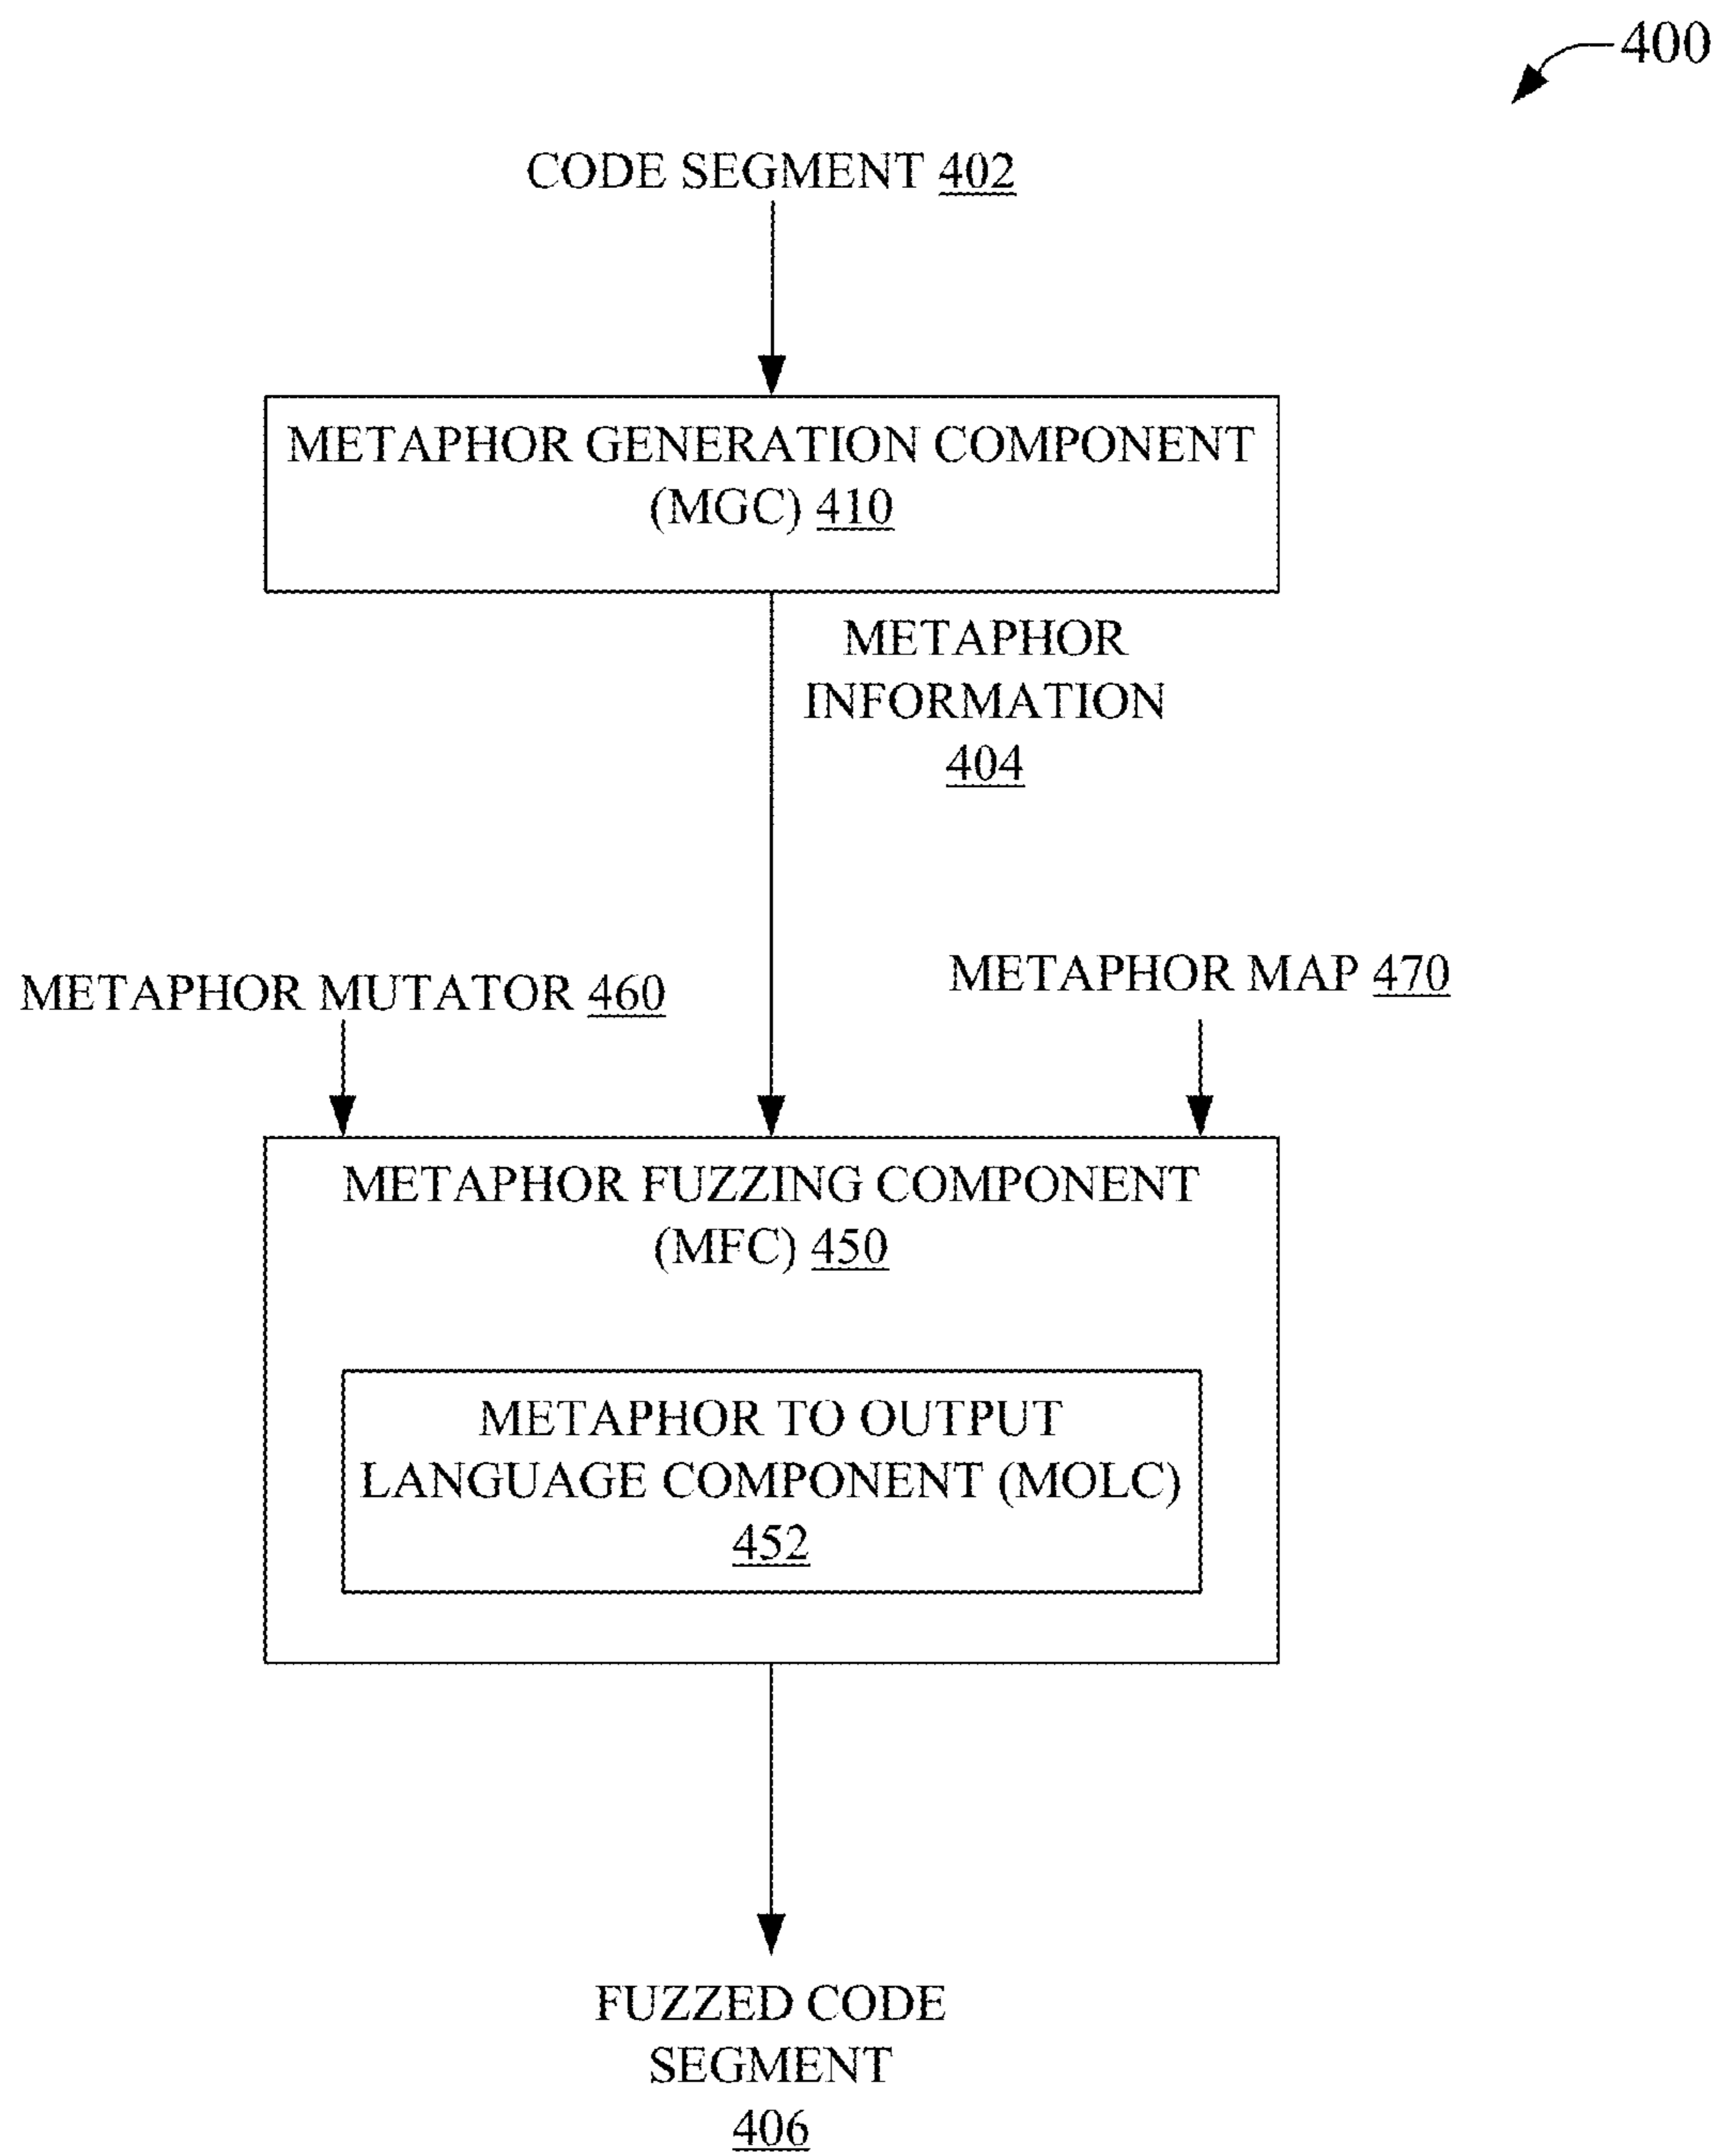 400
CODE SEGMENT 402
METAPHOR GENERATION COMPONENT
(MGC) 410
METAPHOR
INFORMATION
404
METAPHOR MUTATOR 460
METAPHOR MAP 470
METAPHOR FUZZING COMPONENT
(MFC) 450
METAPHOR TO OUTPUT
LANGUAGE COMPONENT (MOLC)
452
FUZZED CODE
SEGMENT
406